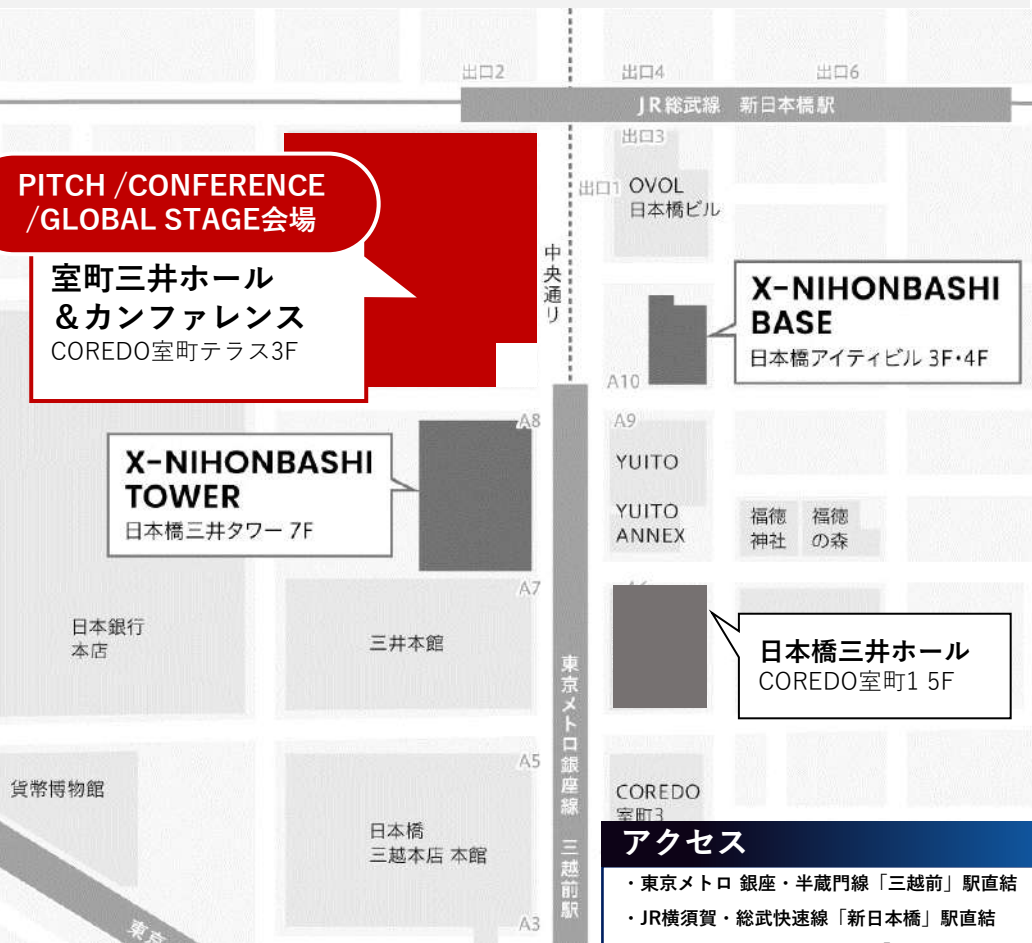 出口2
出口4
出口6
JR総武線 新日本橋駅
出口3
PITCH /CONFERENCE
/GLOBAL STAGE会場
室町三井ホール
＆カンファレンス
COREDO室町テラス3F
出口1
OVOL
日本橋ビル
中央通り
X-NIHONBASHI
BASE
日本橋アイティビル 3F・4F
A10
A8
A9
X-NIHONBASHI
TOWER
日本橋三井タワー 7F
YUITO
YUITO
ANNEX
福徳
神社
福徳
の森
A7
日本銀行
本店
三井本館
日本橋三井ホール
COREDO室町1 5F
東京メトロ銀座線 三越前駅
A5
貨幣博物館
COREDO
室町3
日本橋
三越本店 本館
A3
東京
アクセス
・東京メトロ 銀座・半蔵門線「三越前」駅直結
・JR横須賀・総武快速線「新日本橋」駅直結